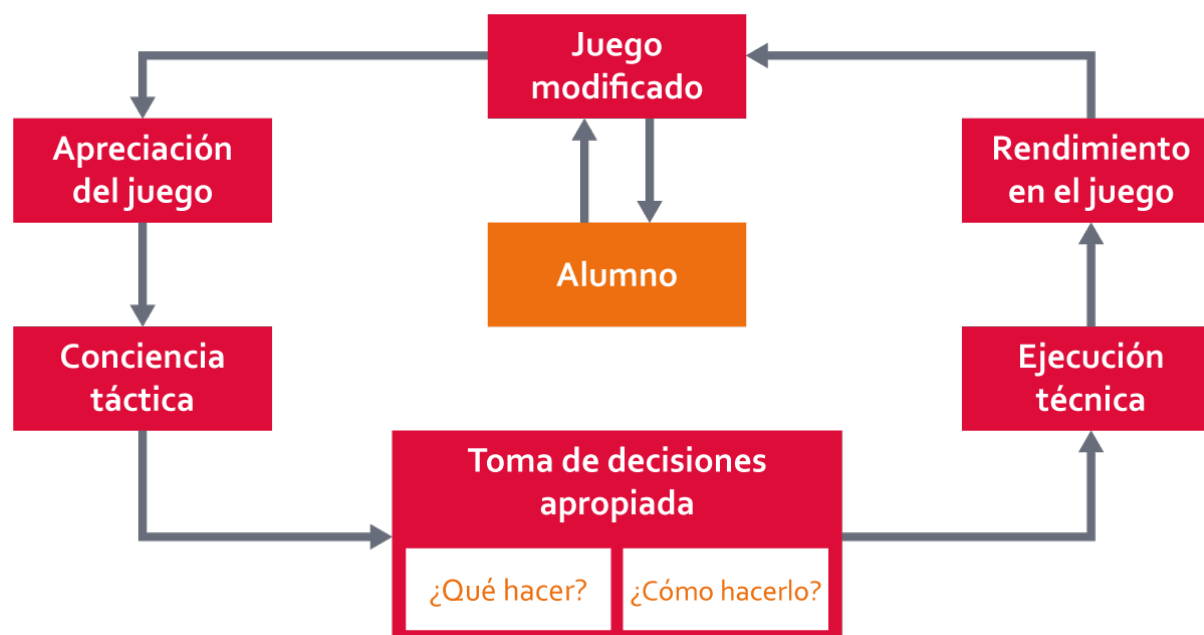 Juego
modificado
Apreciación
del juego
Rendimiento
en el juego
Alumno
Conciencia
táctica
Ejecución
técnica
Toma de decisiones
apropiada
¿Qué hacer?
¿Cómo hacerlo?